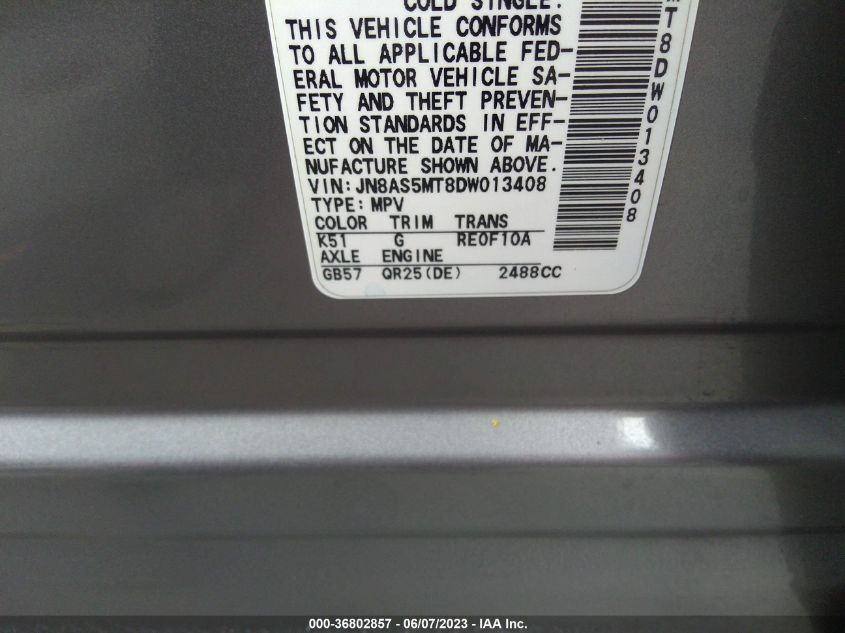 COLD SINGLE:
THIS VEHICLE CONFORMS
TO ALL APPLICABLE FED-
ERAL MOTOR VEHICLE SA-
FETY AND THEFT PREVEN-
TION STANDARDS IN EFF-
ECT ON THE DATE OF MA-
NUFACTURE SHOWN ABOVE.
VIN:JN8AS5MT8DW013408
TYPE:MPV
COLOR TRIM TRANS
K51 G RE0F10A
AXLE ENGINE
GB57 QR25(DE) 2488CC
MT8DW013408
000-36802857 - 06/07/2023 - IAA Inc.